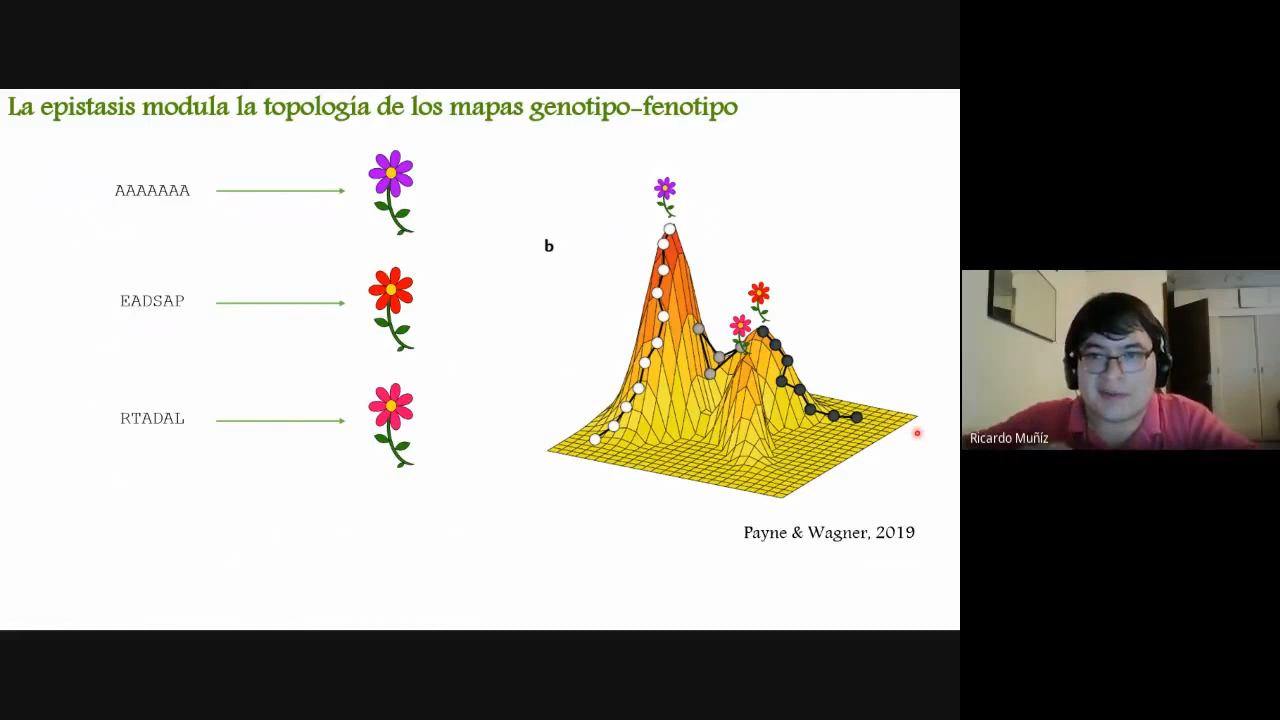 La epistasis modula la topología de los mapas genotipo-fenotipo
AAAAAAA
EADSAP
RTADAL
b
Payne & Wagner, 2019
Ricardo Muñíz